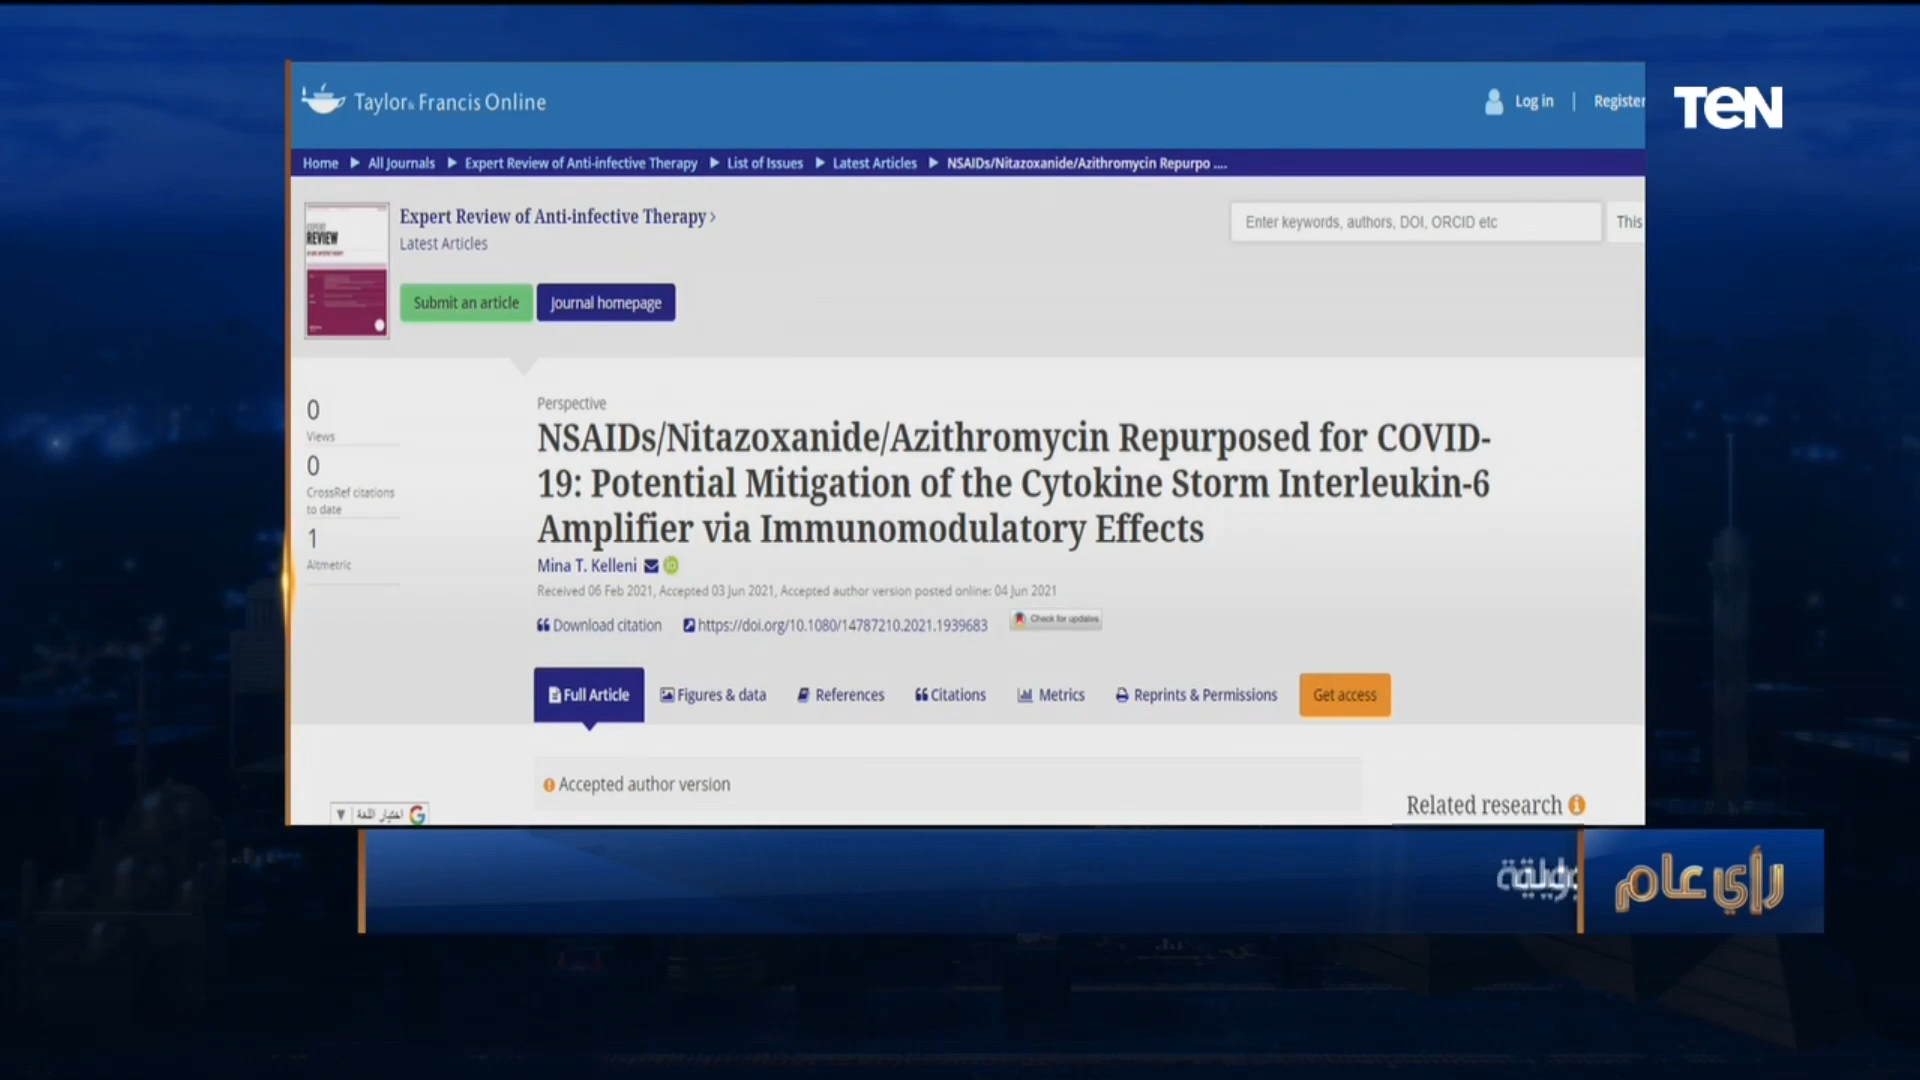 TeN
Taylor & Francis Online
Log in | Register
Home ▶ All Journals ▶ Expert Review of Anti-infective Therapy ▶ List of Issues ▶ Latest Articles ▶ NSAIDs/Nitazoxanide/Azithromycin Repurpo ....
REVIEW
Expert Review of Anti-infective Therapy ›
Latest Articles
Enter keywords, authors, DOI, ORCID etc
This
Submit an article
Journal homepage
0
Views
0
CrossRef citations
to date
1
Altmetric
Perspective
NSAIDs/Nitazoxanide/Azithromycin Repurposed for COVID-
19: Potential Mitigation of the Cytokine Storm Interleukin-6
Amplifier via Immunomodulatory Effects
Mina T. Kelleni
Received 06 Feb 2021, Accepted 03 Jun 2021, Accepted author version posted online: 04 Jun 2021
Download citation https://doi.org/10.1080/14787210.2021.1939683 Check for updates
Full Article Figures & data References Citations Metrics Reprints & Permissions Get access
Accepted author version
Related research
اختيار اللغة
رأي عام